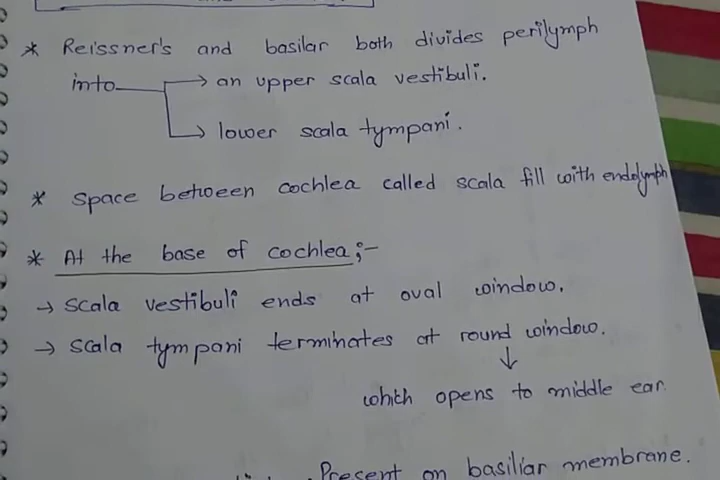 * Reissner's and basilar both divides perilymph
into → an upper scala vestibuli.
→ lower scala tympani.
* space between cochlea called scala fill with endolymph
* At the base of cochlea;-
→ scala vestibuli ends at oval window.
→ scala tympani terminates at round window.
↓
which opens to middle ear.
Present on basiliar membrane.